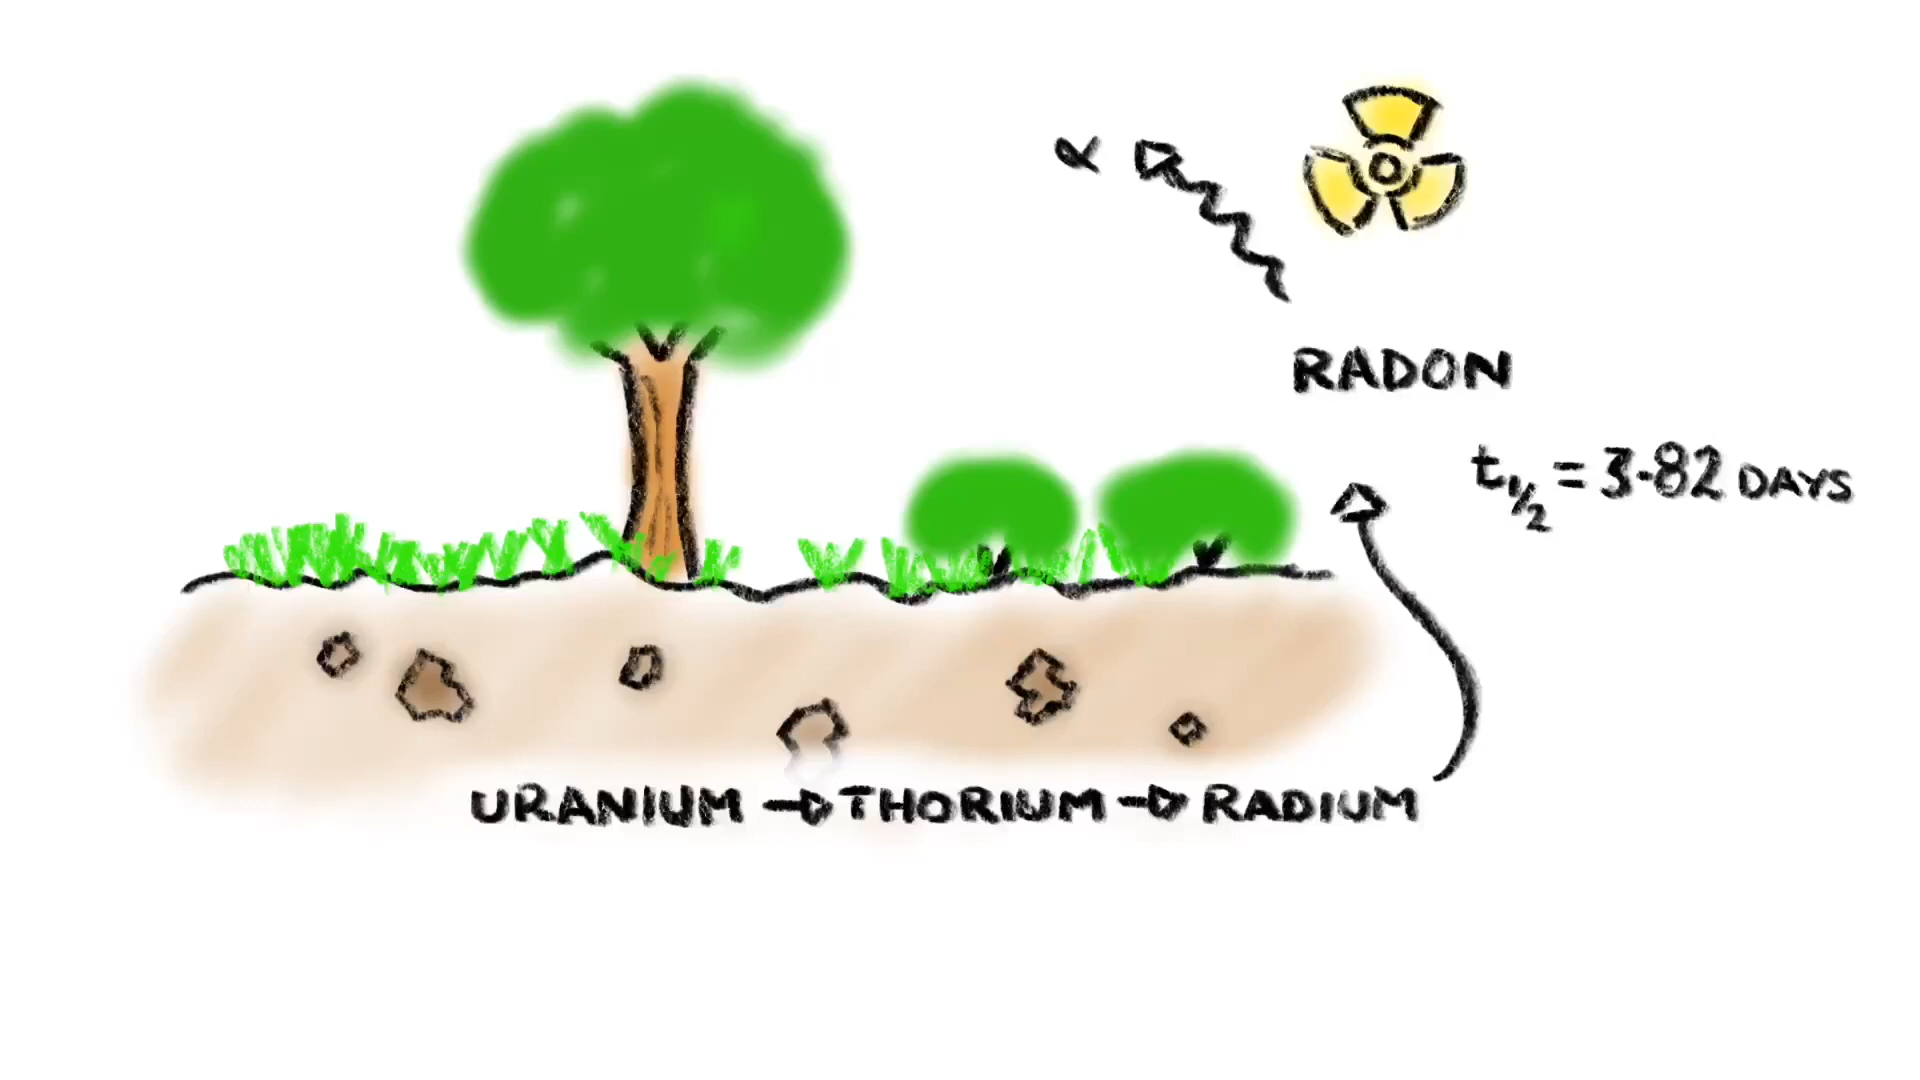 α
RADON
t½ = 3·82 DAYS
URANIUM → THORIUM → RADIUM